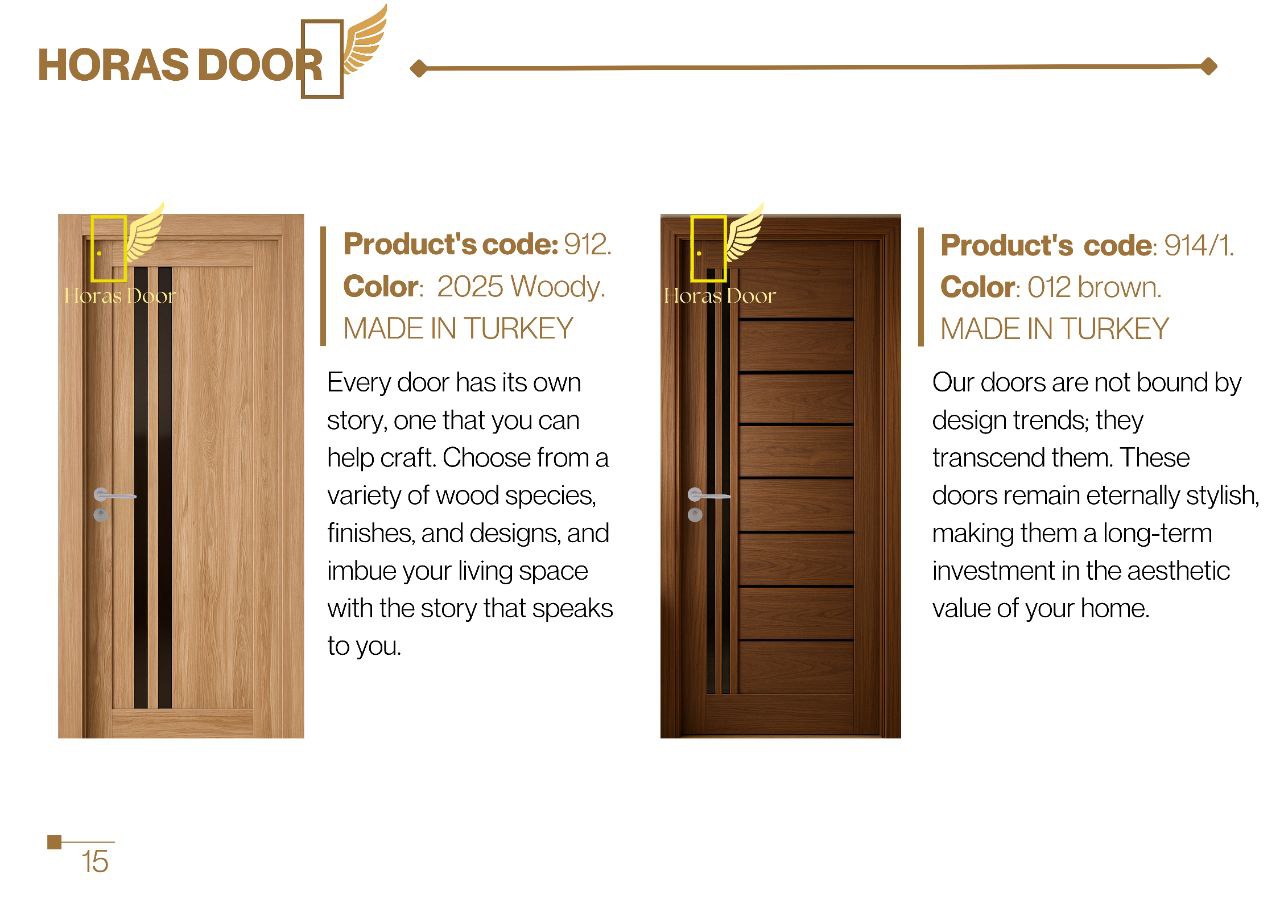 HORAS DOOR
Horas Door
Product's code: 912.
Color:  2025 Woody.
MADE IN TURKEY
Every door has its own
story, one that you can
help craft. Choose from a
variety of wood species,
finishes, and designs, and
imbue your living space
with the story that speaks
to you.
Horas Door
Product's  code: 914/1.
Color: 012 brown.
MADE IN TURKEY
Our doors are not bound by
design trends; they
transcend them. These
doors remain eternally stylish,
making them a long-term
investment in the aesthetic
value of your home.
15